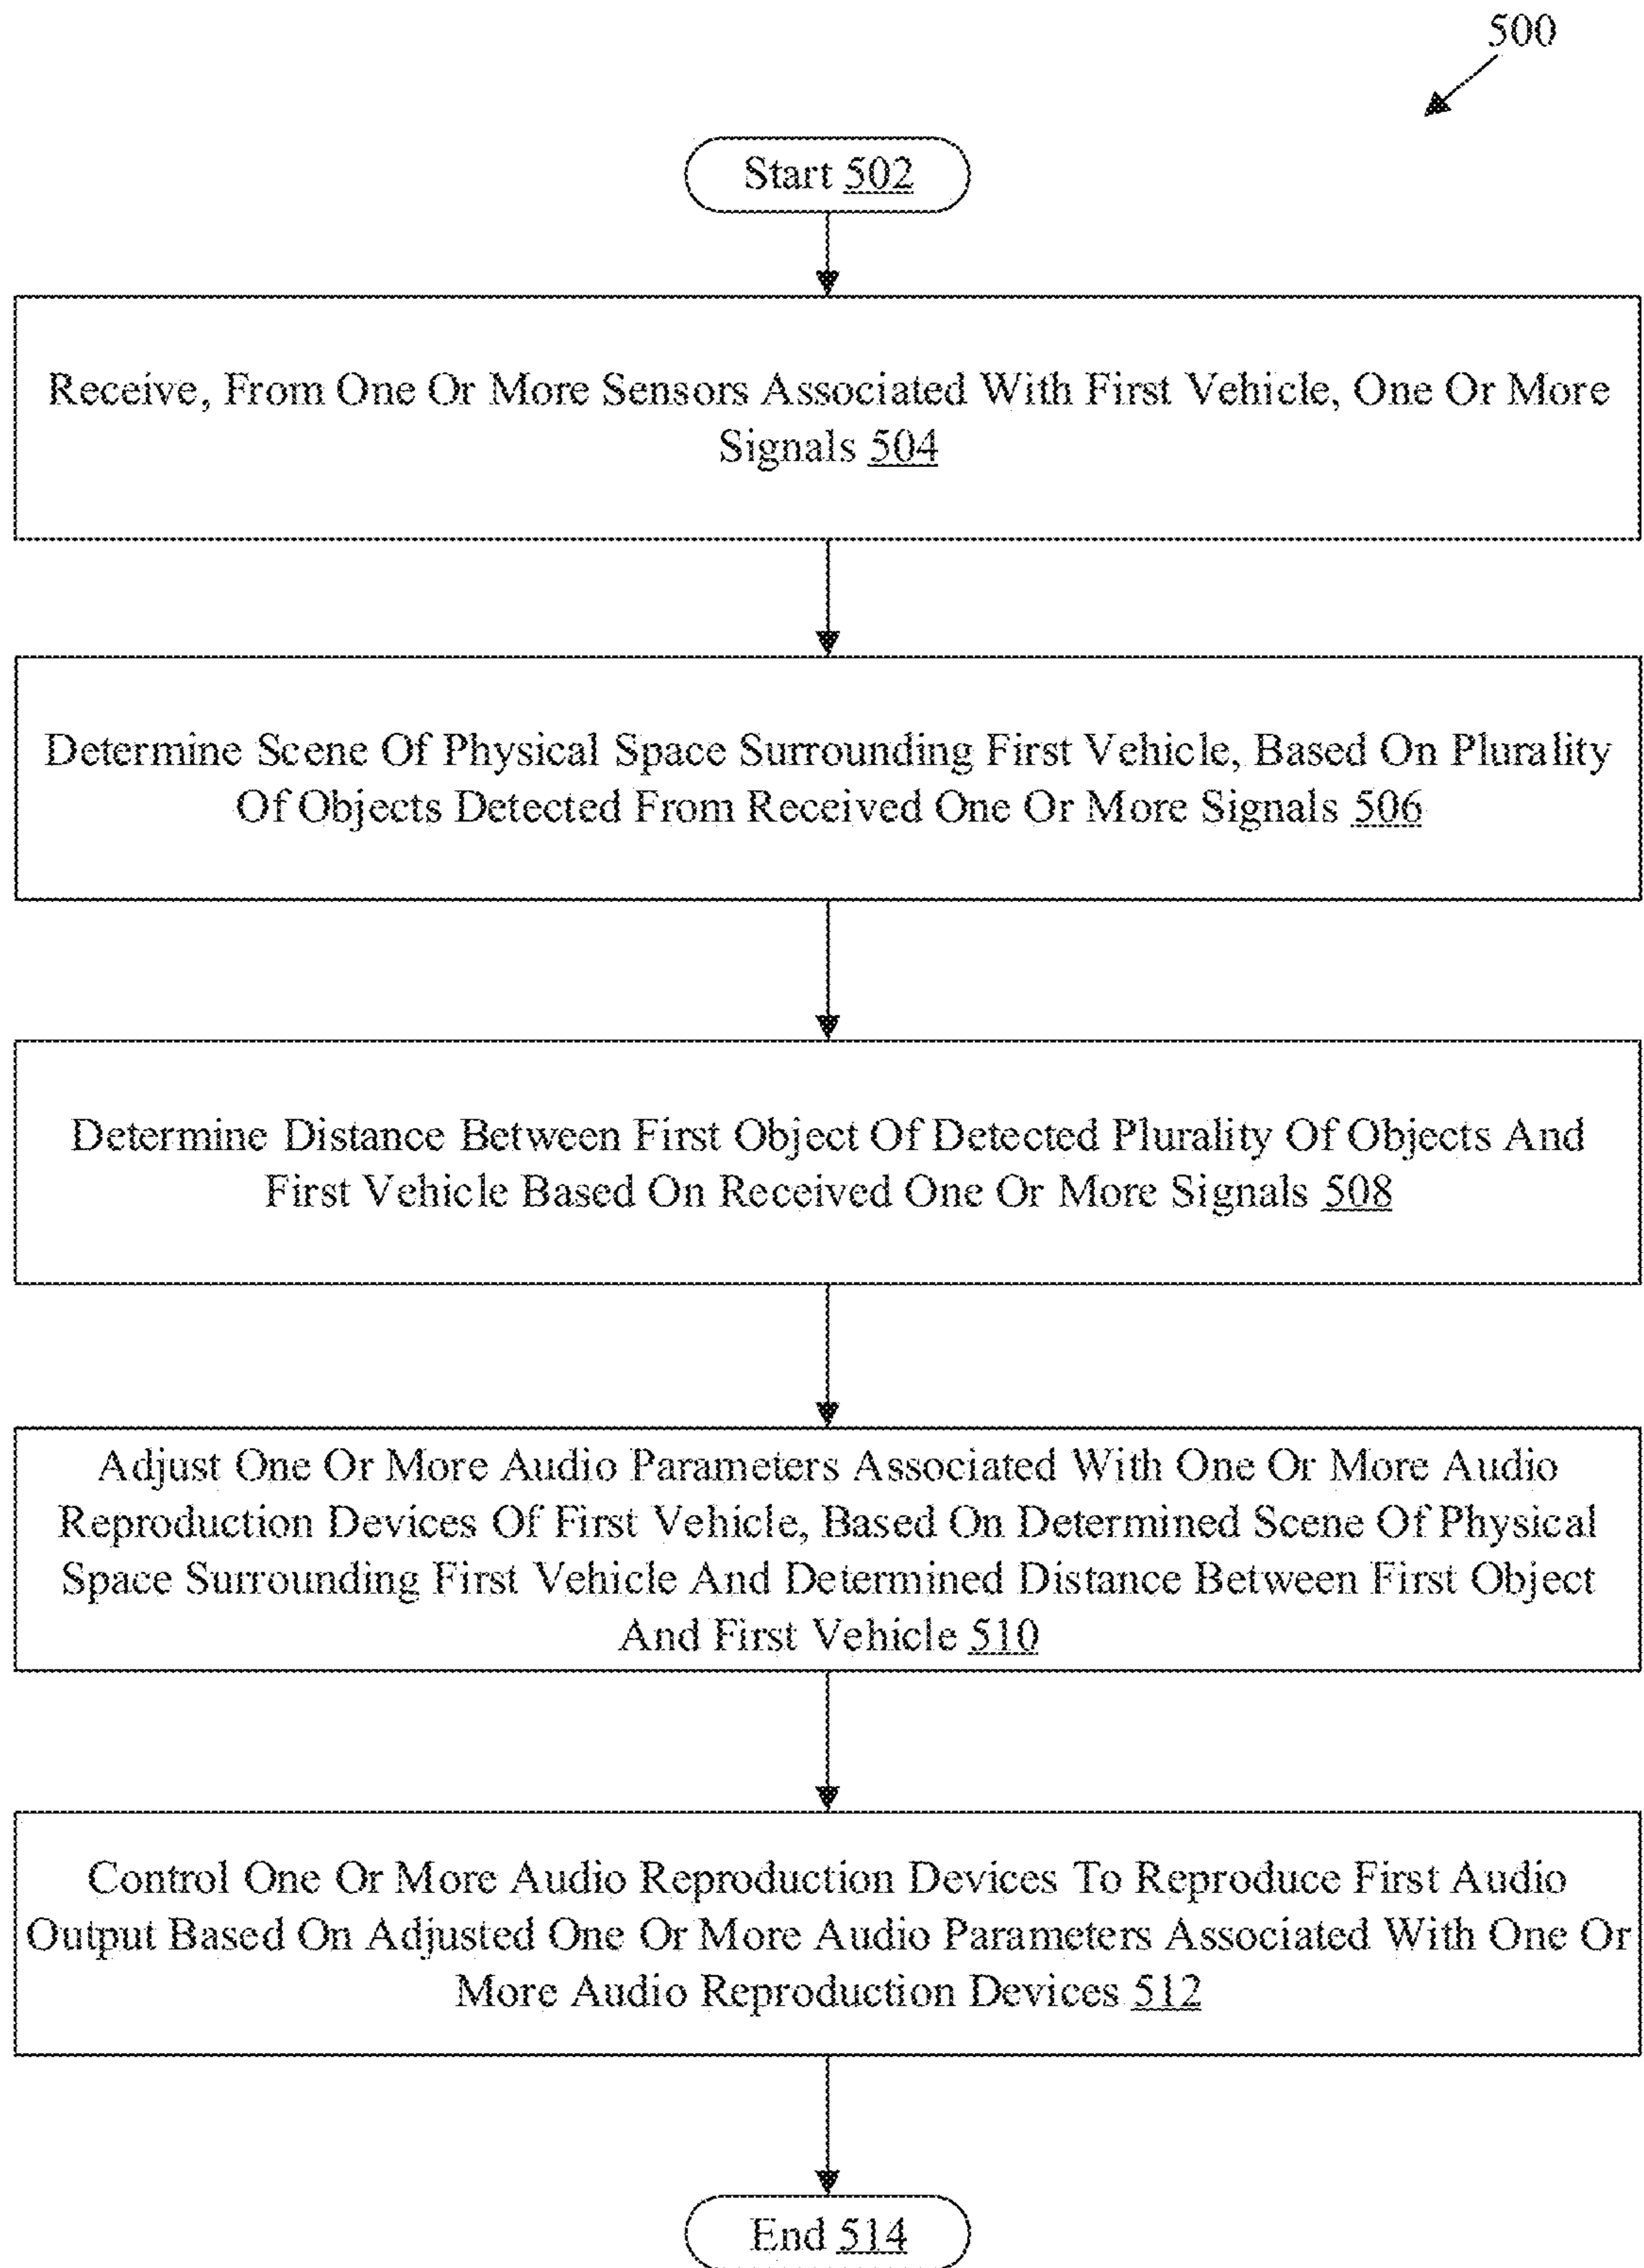 500
Start 502
Receive, From One Or More Sensors Associated With First Vehicle, One Or More
Signals 504
Determine Scene Of Physical Space Surrounding First Vehicle, Based On Plurality
Of Objects Detected From Received One Or More Signals 506
Determine Distance Between First Object Of Detected Plurality Of Objects And
First Vehicle Based On Received One Or More Signals 508
Adjust One Or More Audio Parameters Associated With One Or More Audio
Reproduction Devices Of First Vehicle, Based On Determined Scene Of Physical
Space Surrounding First Vehicle And Determined Distance Between First Object
And First Vehicle 510
Control One Or More Audio Reproduction Devices To Reproduce First Audio
Output Based On Adjusted One Or More Audio Parameters Associated With One Or
More Audio Reproduction Devices 512
End 514